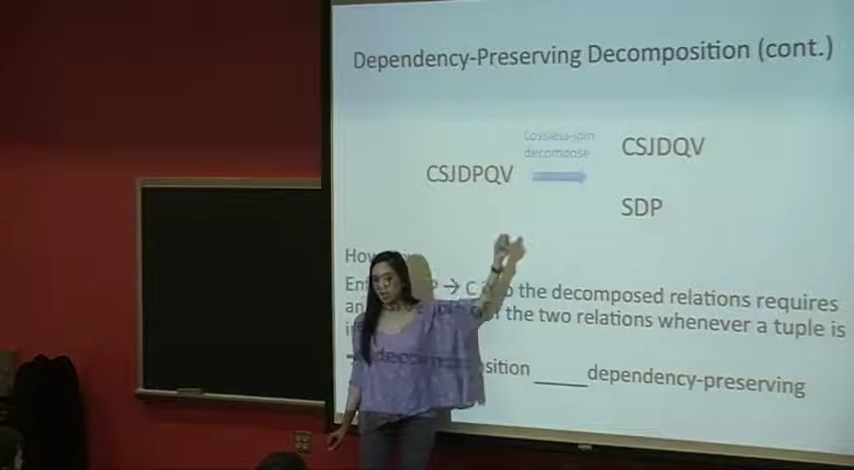 Dependency-Preserving Decomposition (cont.)
Lossless-join
decompose
CSJDPQV
CSJDQV
SDP
the decomposed relations requires
the two relations whenever a tuple is
dependency-preserving